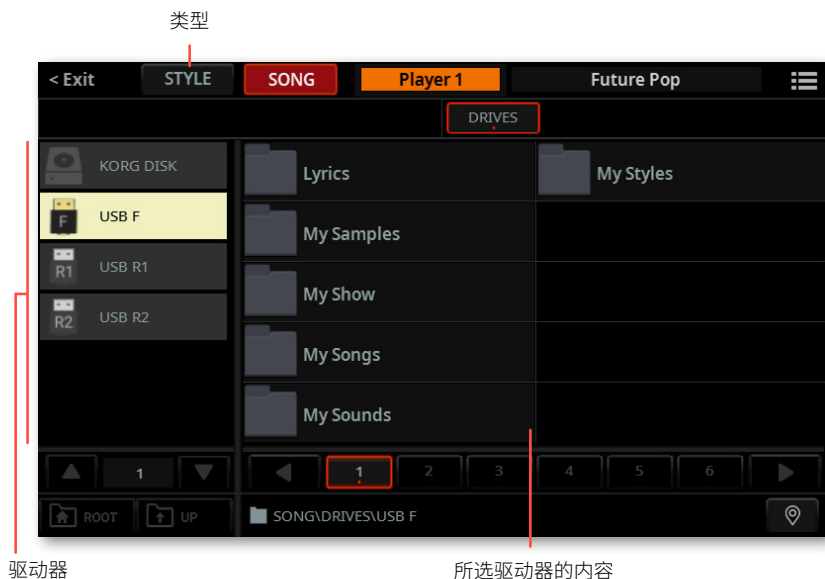 类型
< Exit STYLE SONG Player 1 Future Pop
DRIVES
KORG DISK
F USB F
R1 USB R1
R2 USB R2
Lyrics My Styles
My Samples
My Show
My Songs
My Sounds
1 1 2 3 4 5 6
ROOT UP SONG\DRIVES\USB F
驱动器 所选驱动器的内容